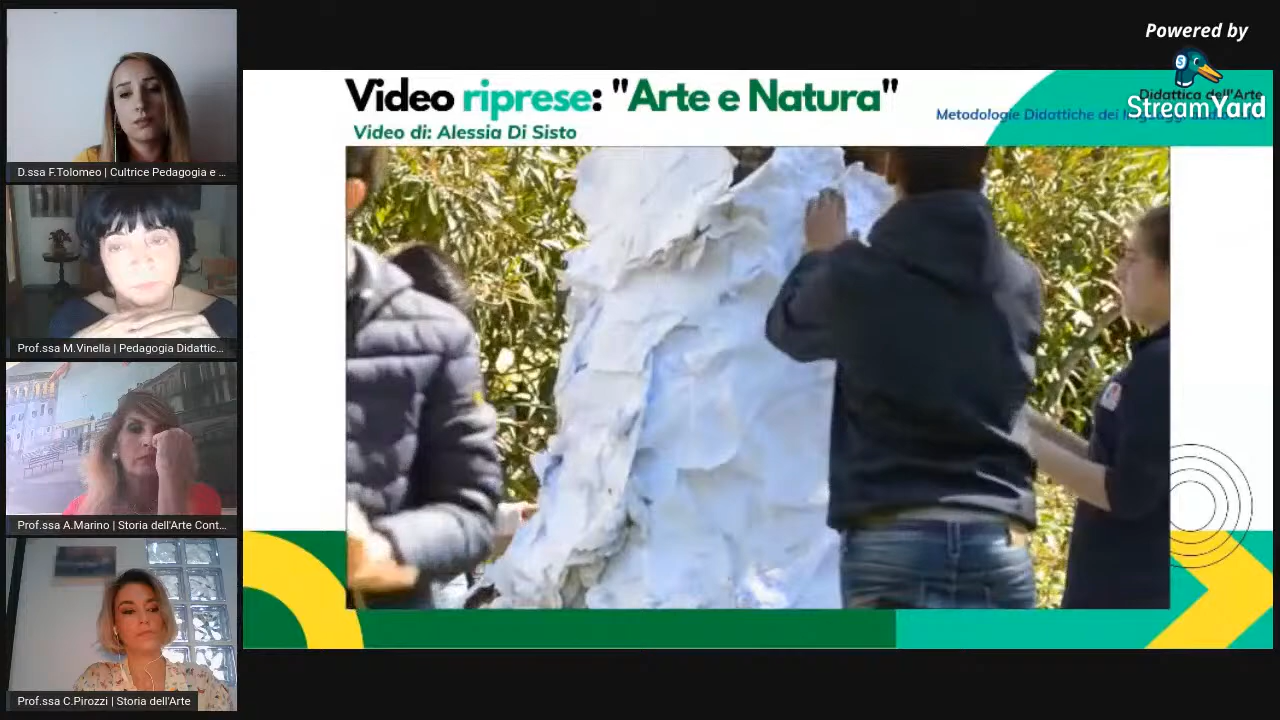 Powered by
StreamYard
Video riprese: "Arte e Natura"
Video di: Alessia Di Sisto
Didattica dell'Arte
Metodologie Didattiche dei
D.ssa F.Tolomeo | Cultrice Pedagogia e ...
Prof.ssa M.Vinella | Pedagogia Didattic...
Prof.ssa A.Marino | Storia dell'Arte Cont...
Prof.ssa C.Pirozzi | Storia dell'Arte